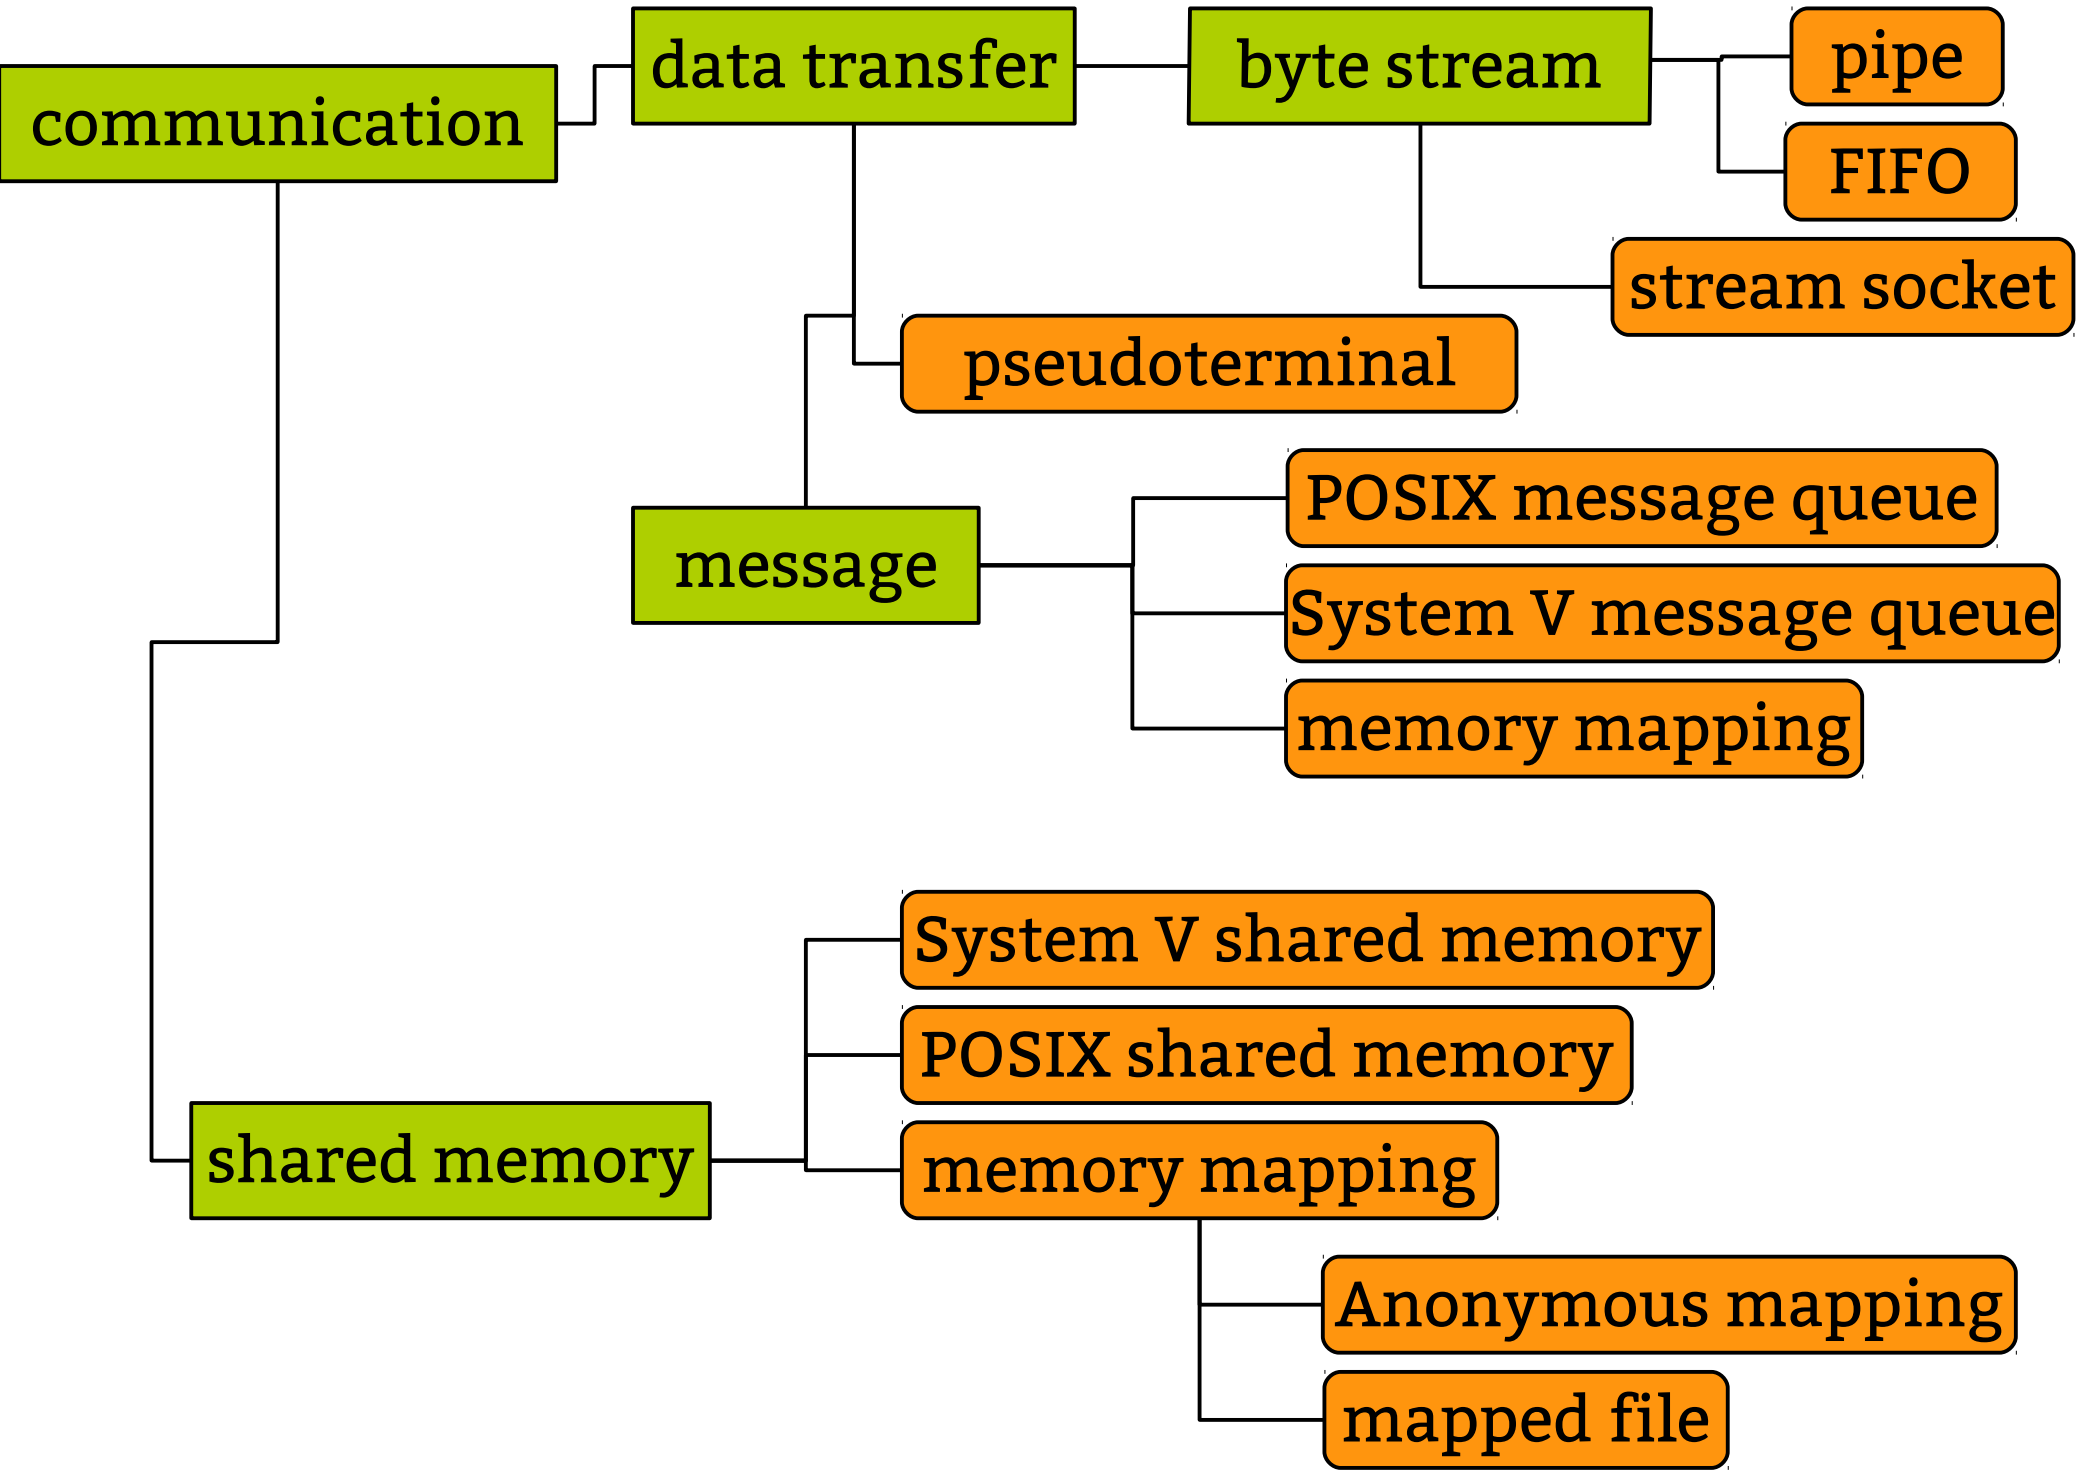 communication
data transfer
byte stream
pipe
FIFO
stream socket
pseudoterminal
message
POSIX message queue
System V message queue
memory mapping
shared memory
System V shared memory
POSIX shared memory
memory mapping
Anonymous mapping
mapped file